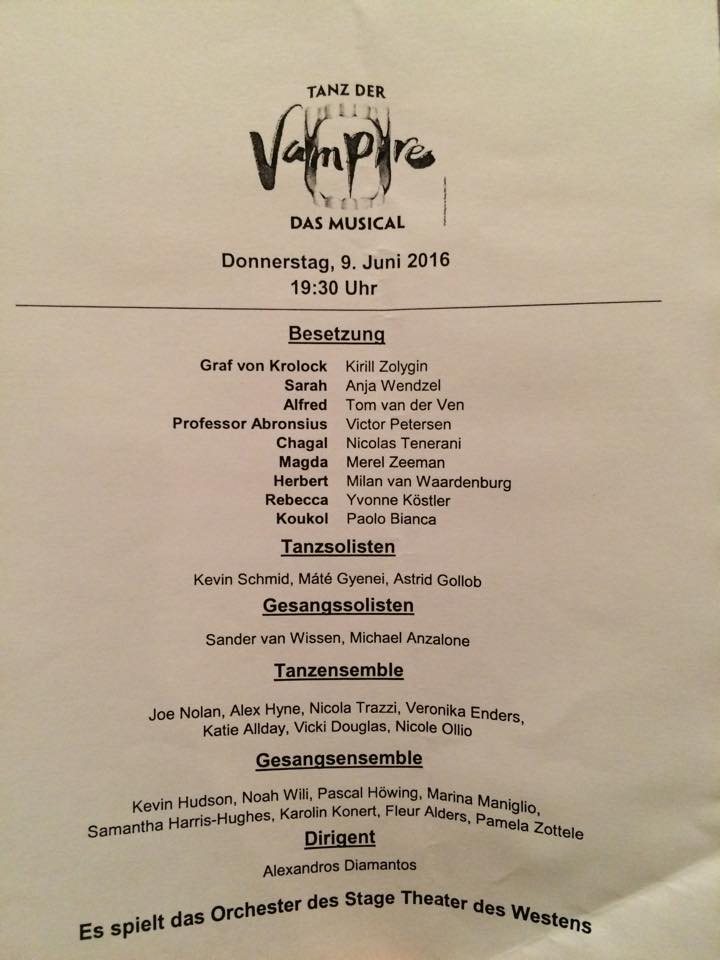 TANZ DER
Vampire
DAS MUSICAL
Donnerstag, 9. Juni 2016
19:30 Uhr
Besetzung
Graf von Krolock Kirill Zolygin
Sarah Anja Wendzel
Alfred Tom van der Ven
Professor Abronsius Victor Petersen
Chagal Nicolas Tenerani
Magda Merel Zeeman
Herbert Milan van Waardenburg
Rebecca Yvonne Köstler
Koukol Paolo Bianca
Tanzsolisten
Kevin Schmid, Máté Gyenei, Astrid Gollob
Gesangssolisten
Sander van Wissen, Michael Anzalone
Tanzensemble
Joe Nolan, Alex Hyne, Nicola Trazzi, Veronika Enders,
Katie Allday, Vicki Douglas, Nicole Ollio
Gesangsensemble
Kevin Hudson, Noah Wili, Pascal Höwing, Marina Maniglio,
Samantha Harris-Hughes, Karolin Konert, Fleur Alders, Pamela Zottele
Dirigent
Alexandros Diamantos
Es spielt das Orchester des Stage Theater des Westens